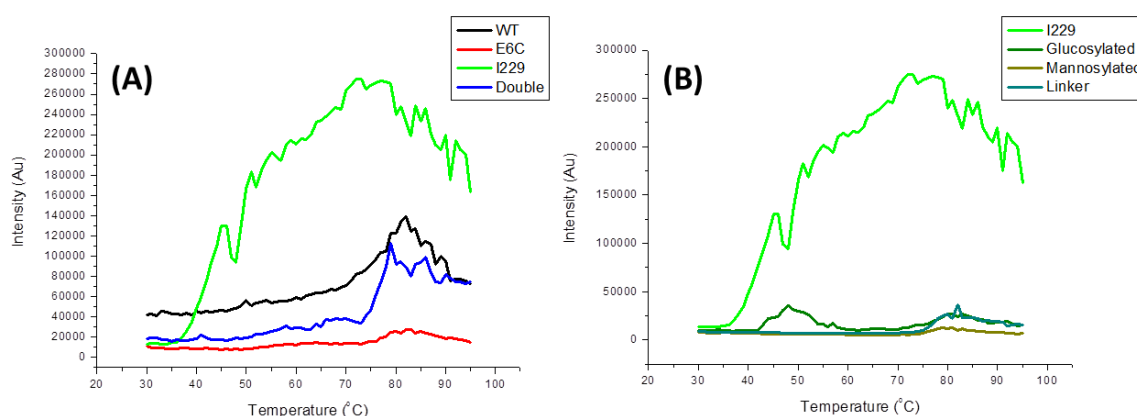 (A)
WT
E6C
I229
Double
300000
280000
260000
240000
220000
200000
180000
160000
140000
120000
100000
80000
60000
40000
20000
0
Intensity (Au)
20 30 40 50 60 70 80 90 100
Temperature (°C)
(B)
I229
Glucosylated
Mannosylated
Linker
300000
250000
200000
150000
100000
50000
0
Intensity (Au)
20 30 40 50 60 70 80 90 100
Temperature (°C)